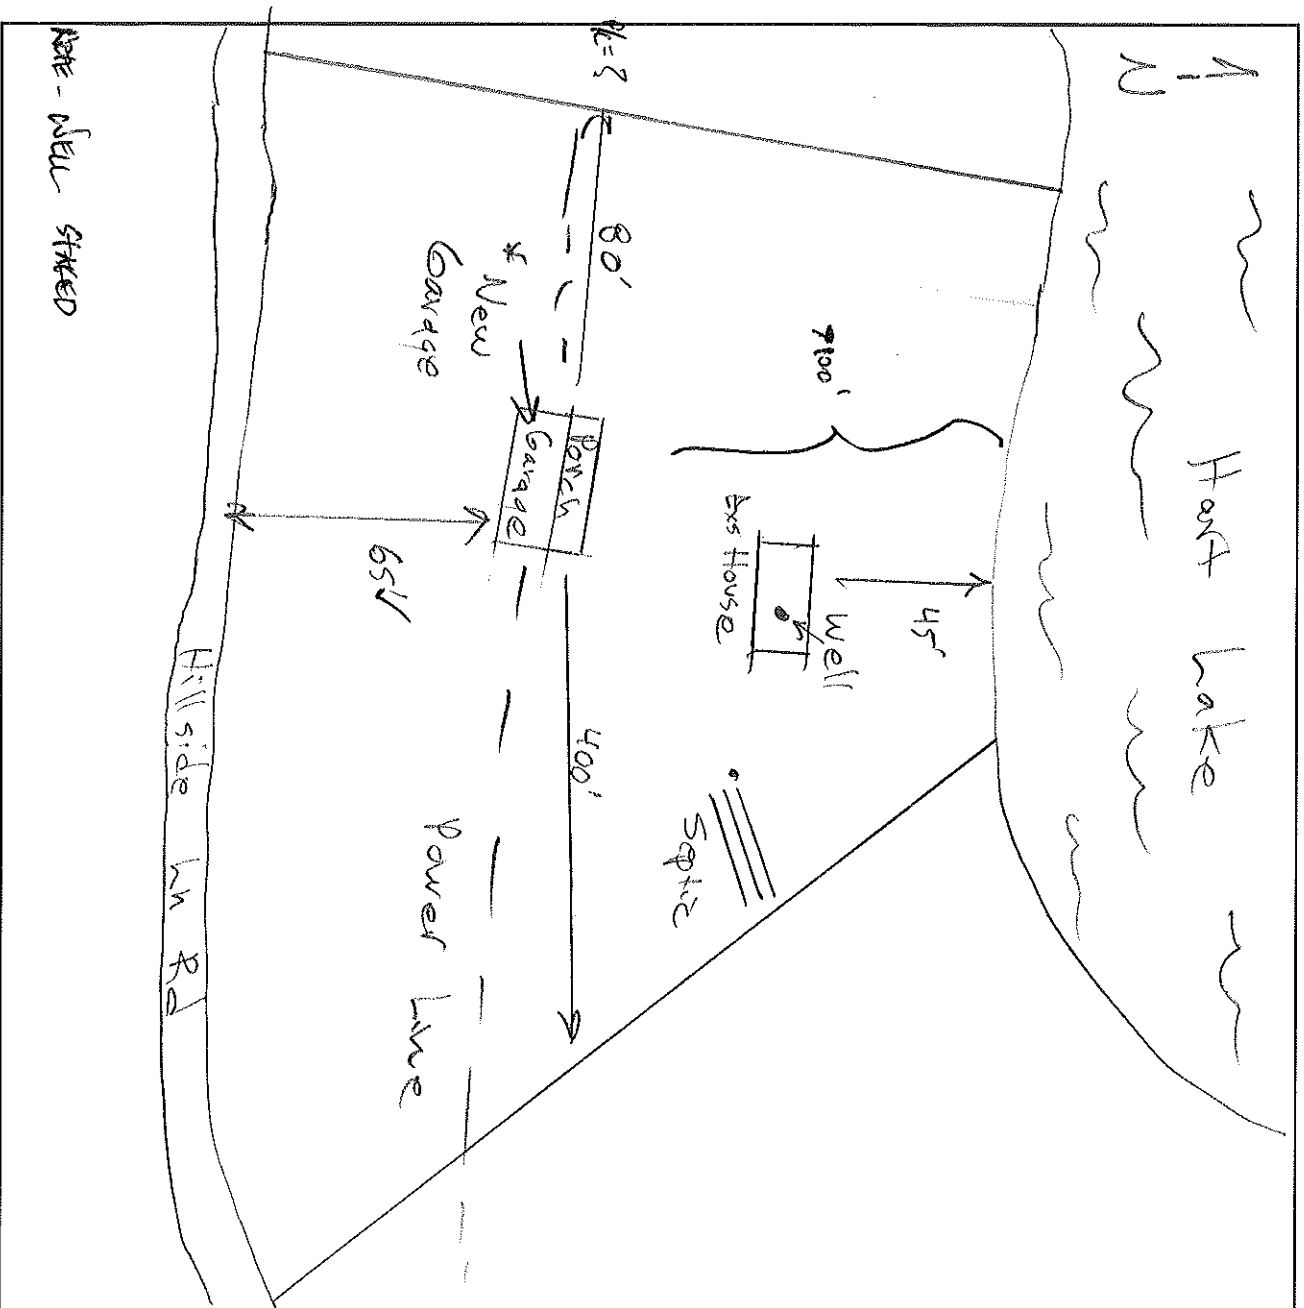 N
Hart Lake
45'
>100'
Well
Exs House
Septic
80'
400'
Porch
Garage
* New
Garage
65'
Power Line
Hillside Ln Rd
NOTE - WELL STAKED